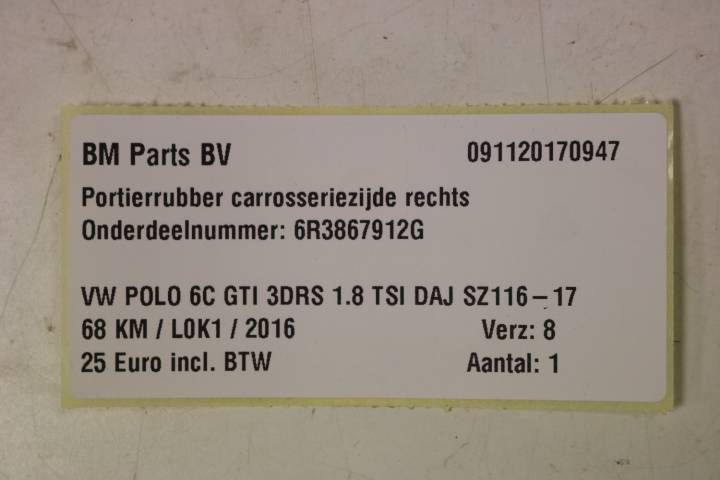 BM Parts BV 091120170947
Portierrubber carrosseriezijde rechts
Onderdeelnummer: 6R3867912G
VW POLO 6C GTI 3DRS 1.8 TSI DAJ SZ116-17
68 KM / L0K1 / 2016 Verz: 8
25 Euro incl. BTW Aantal: 1